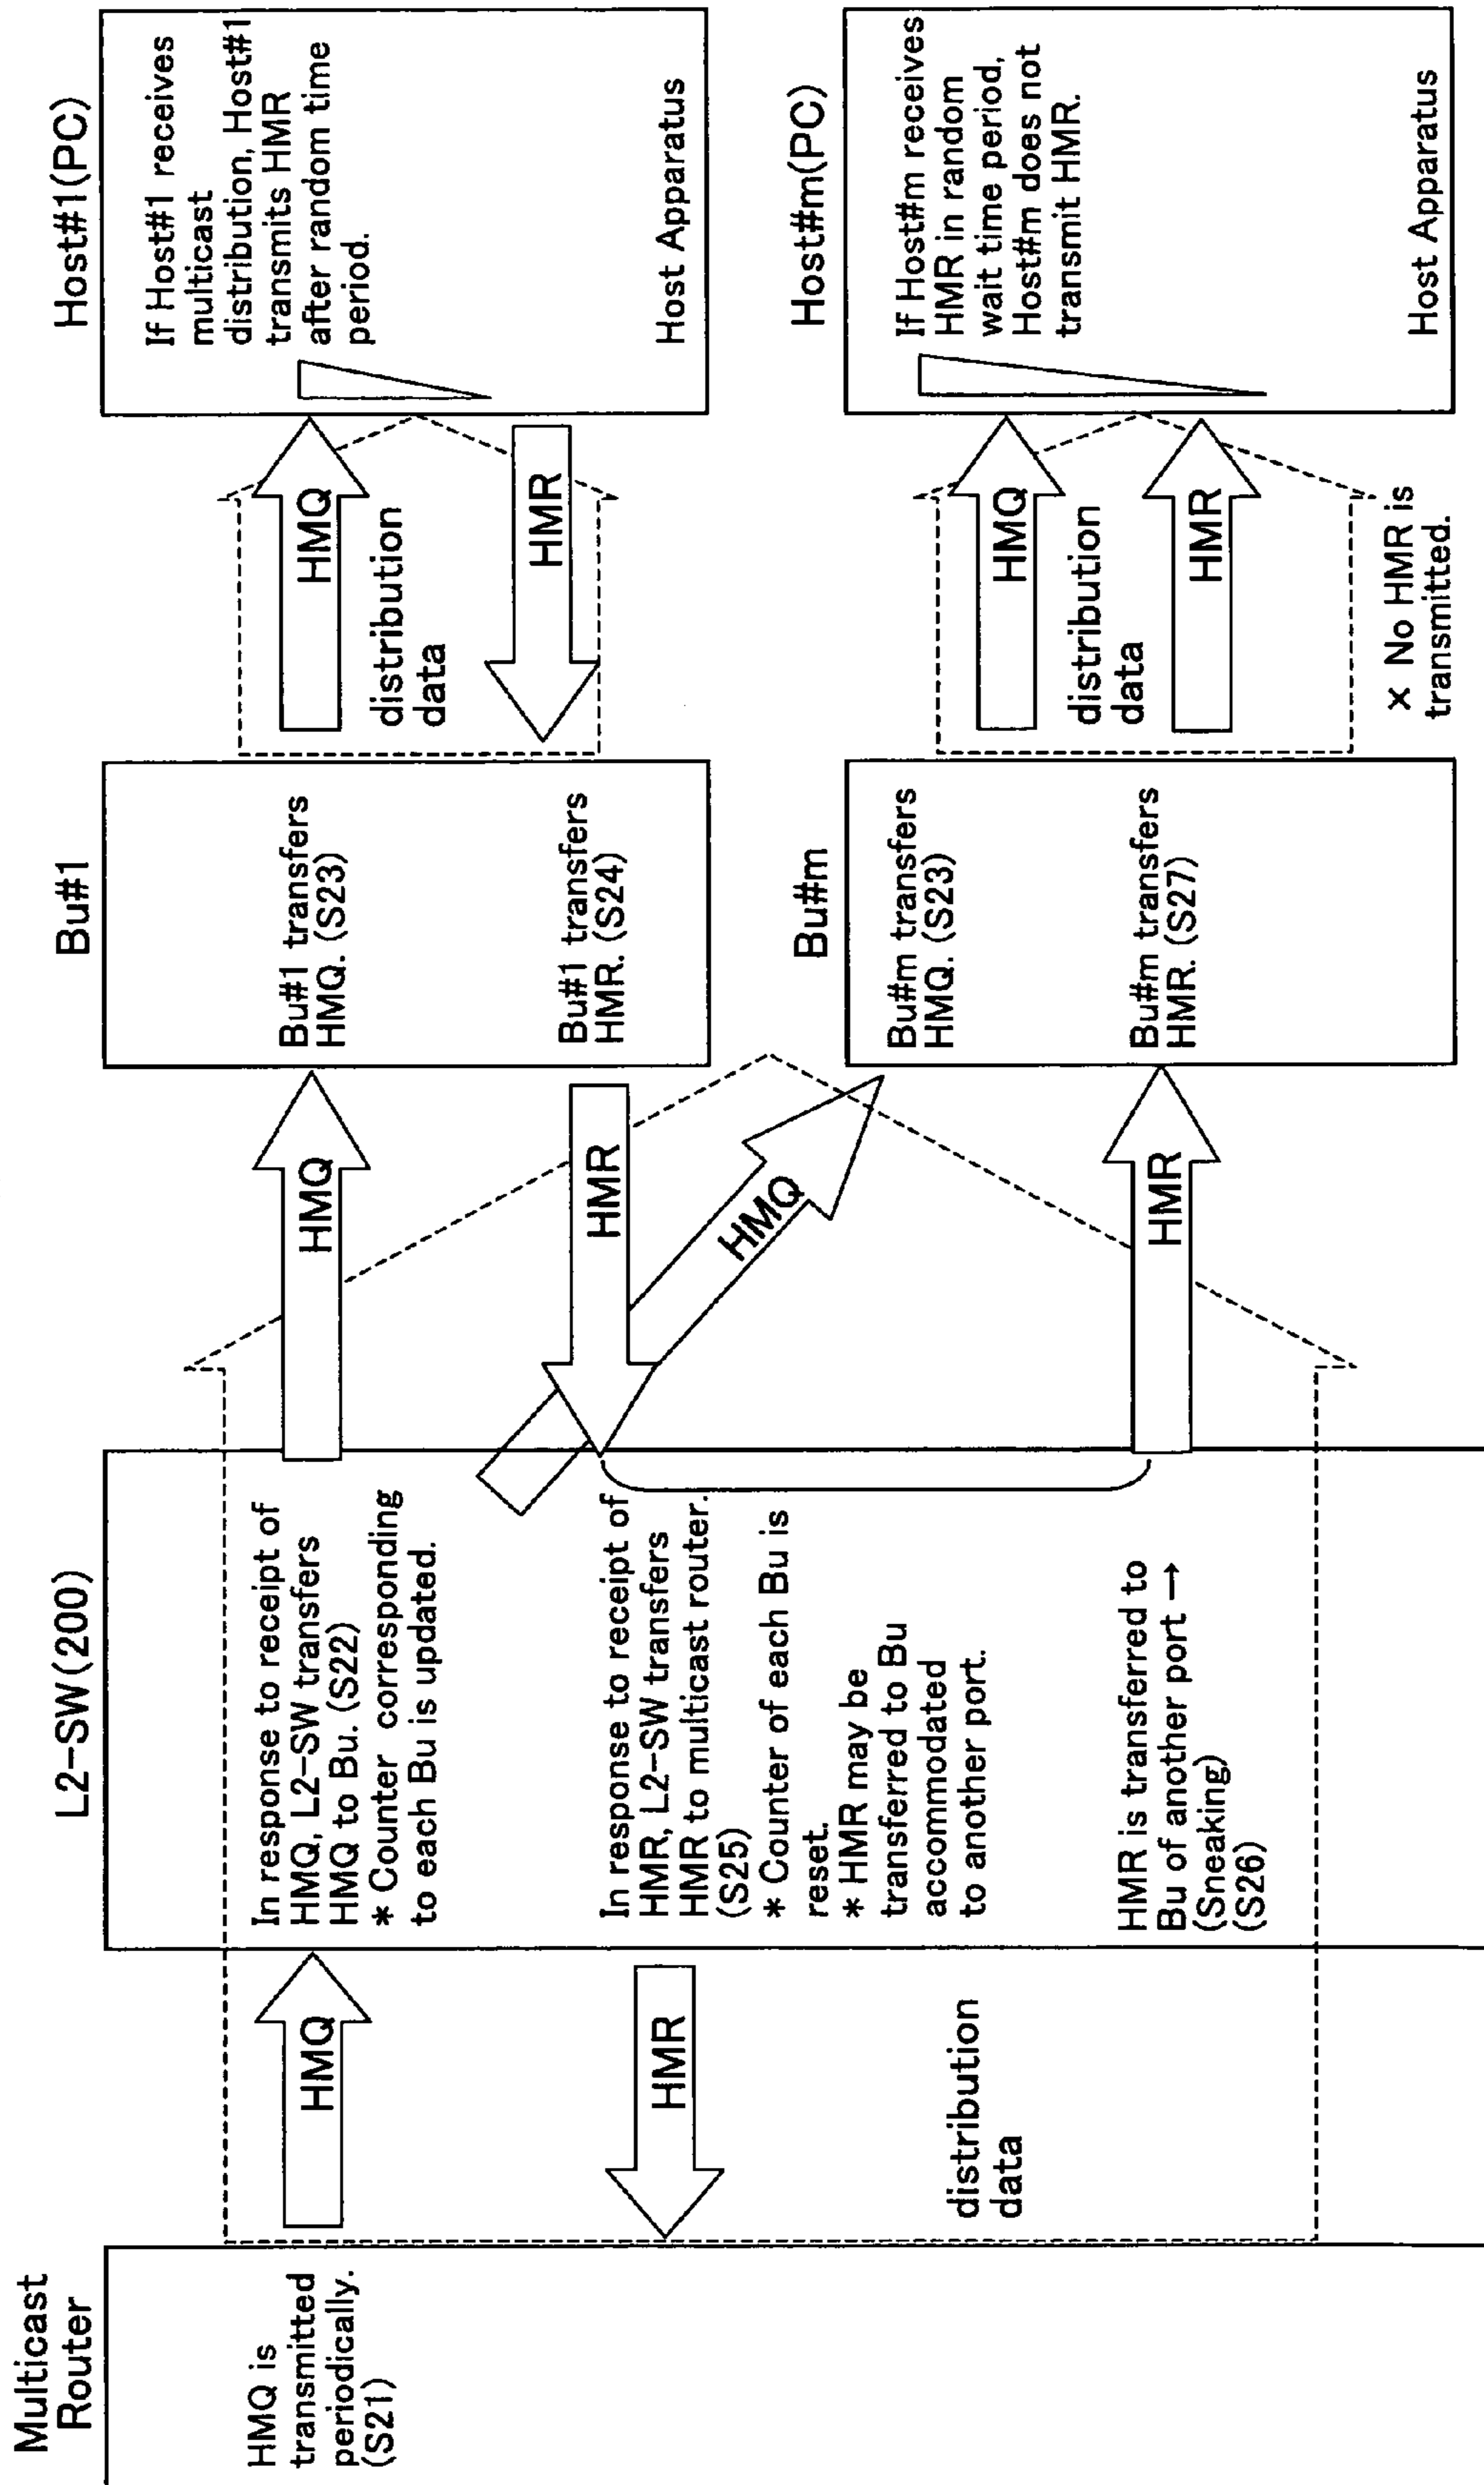 Multicast
Router
HMQ is
transmitted
periodically.
(S21)
HMQ
HMR
distribution
data
L2-SW(200)
In response to receipt of
HMQ, L2-SW transfers
HMQ to Bu. (S22)
* Counter corresponding
to each Bu is updated.
In response to receipt of
HMR, L2-SW transfers
HMR to multicast router.
(S25)
* Counter of each Bu is
reset.
* HMR may be
transferred to Bu
accommodated
to another port.
HMR is transferred to
Bu of another port →
(Sneaking)
(S26)
HMQ
HMR
HMQ
HMR
Bu#1
Bu#1 transfers
HMQ. (S23)
Bu#1 transfers
HMR. (S24)
Bu#m
Bu#m transfers
HMQ. (S23)
Bu#m transfers
HMR. (S27)
HMQ
distribution
data
HMR
HMQ
distribution
data
HMR
× No HMR is
transmitted.
Host#1(PC)
If Host#1 receives
multicast
distribution, Host#1
transmits HMR
after random time
period.
Host Apparatus
Host#m(PC)
If Host#m receives
HMR in random
wait time period,
Host#m does not
transmit HMR.
Host Apparatus